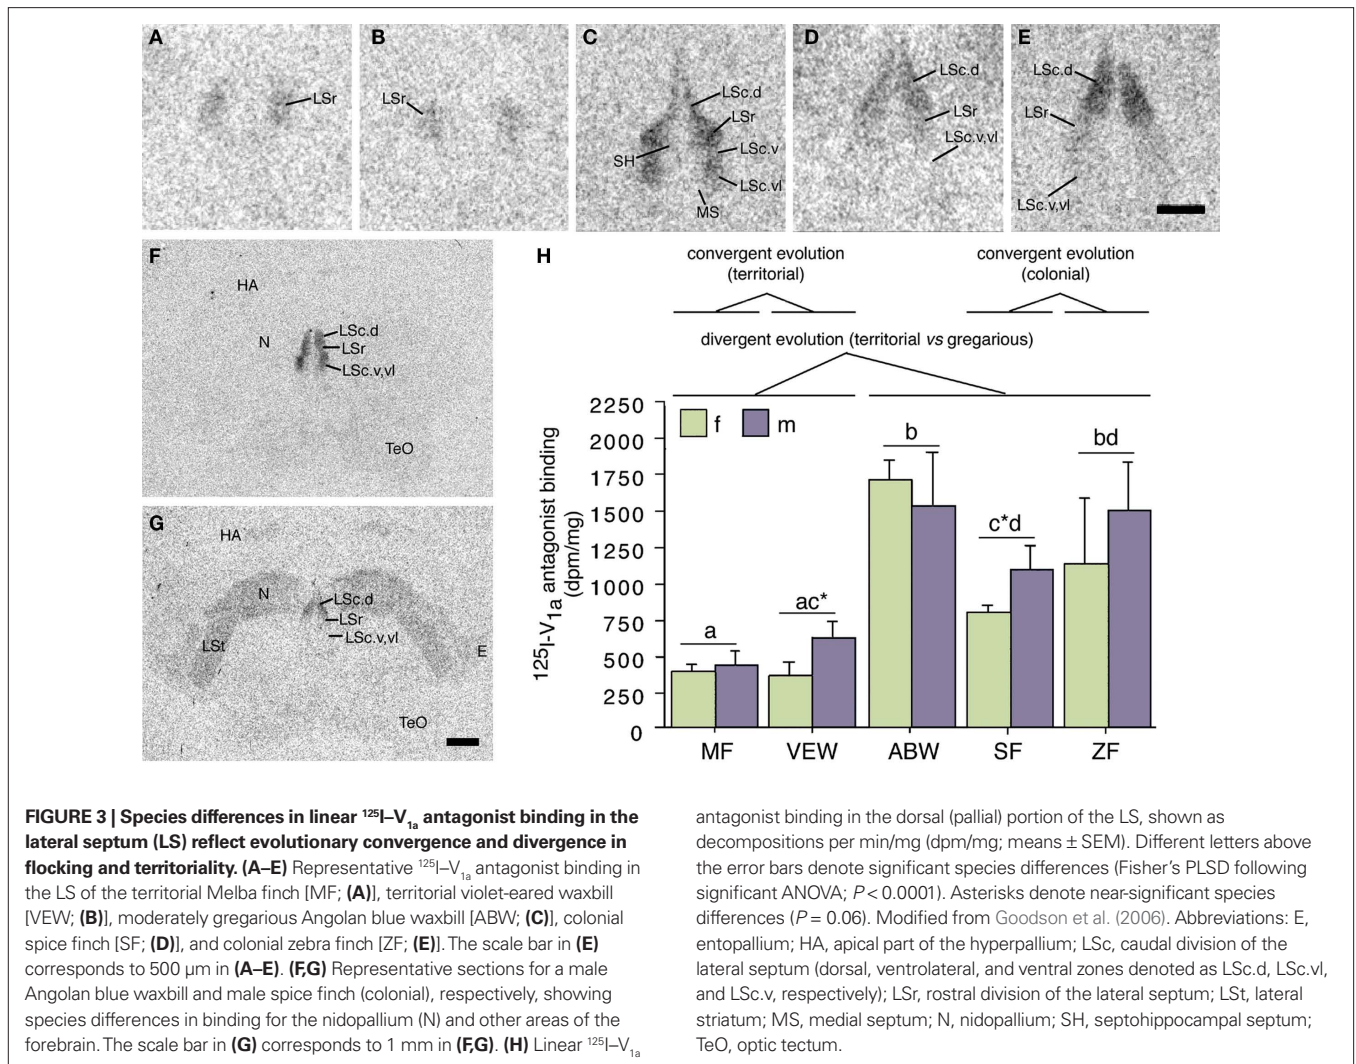 A
LSr
B
LSr
C
LSc.d
LSr
LSc.v
SH
LSc.vl
MS
D
LSc.d
LSr
LSc.v,vl
E
LSc.d
LSr
LSc.v,vl
F
HA
N
LSc.d
LSr
LSc.v,vl
TeO
G
HA
N
LSc.d
LSr
LSc.v,vl
LSt
E
TeO
H
convergent evolution
(territorial)
convergent evolution
(colonial)
divergent evolution (territorial vs gregarious)
125I-V1a antagonist binding
(dpm/mg)
2250
2000
1750
1500
1250
1000
750
500
250
0
f
m
a
ac*
b
c*d
bd
MF
VEW
ABW
SF
ZF
FIGURE 3 | Species differences in linear 125I–V1a antagonist binding in the
lateral septum (LS) reflect evolutionary convergence and divergence in
flocking and territoriality. (A–E) Representative 125I–V1a antagonist binding in
the LS of the territorial Melba finch [MF; (A)], territorial violet-eared waxbill
[VEW; (B)], moderately gregarious Angolan blue waxbill [ABW; (C)], colonial
spice finch [SF; (D)], and colonial zebra finch [ZF; (E)]. The scale bar in (E)
corresponds to 500 μm in (A–E). (F,G) Representative sections for a male
Angolan blue waxbill and male spice finch (colonial), respectively, showing
species differences in binding for the nidopallium (N) and other areas of the
forebrain. The scale bar in (G) corresponds to 1 mm in (F,G). (H) Linear 125I–V1a
antagonist binding in the dorsal (pallial) portion of the LS, shown as
decompositions per min/mg (dpm/mg; means ± SEM). Different letters above
the error bars denote significant species differences (Fisher's PLSD following
significant ANOVA; P < 0.0001). Asterisks denote near-significant species
differences (P = 0.06). Modified from Goodson et al. (2006). Abbreviations: E,
entopallium; HA, apical part of the hyperpallium; LSc, caudal division of the
lateral septum (dorsal, ventrolateral, and ventral zones denoted as LSc.d, LSc.vl,
and LSc.v, respectively); LSr, rostral division of the lateral septum; LSt, lateral
striatum; MS, medial septum; N, nidopallium; SH, septohippocampal septum;
TeO, optic tectum.